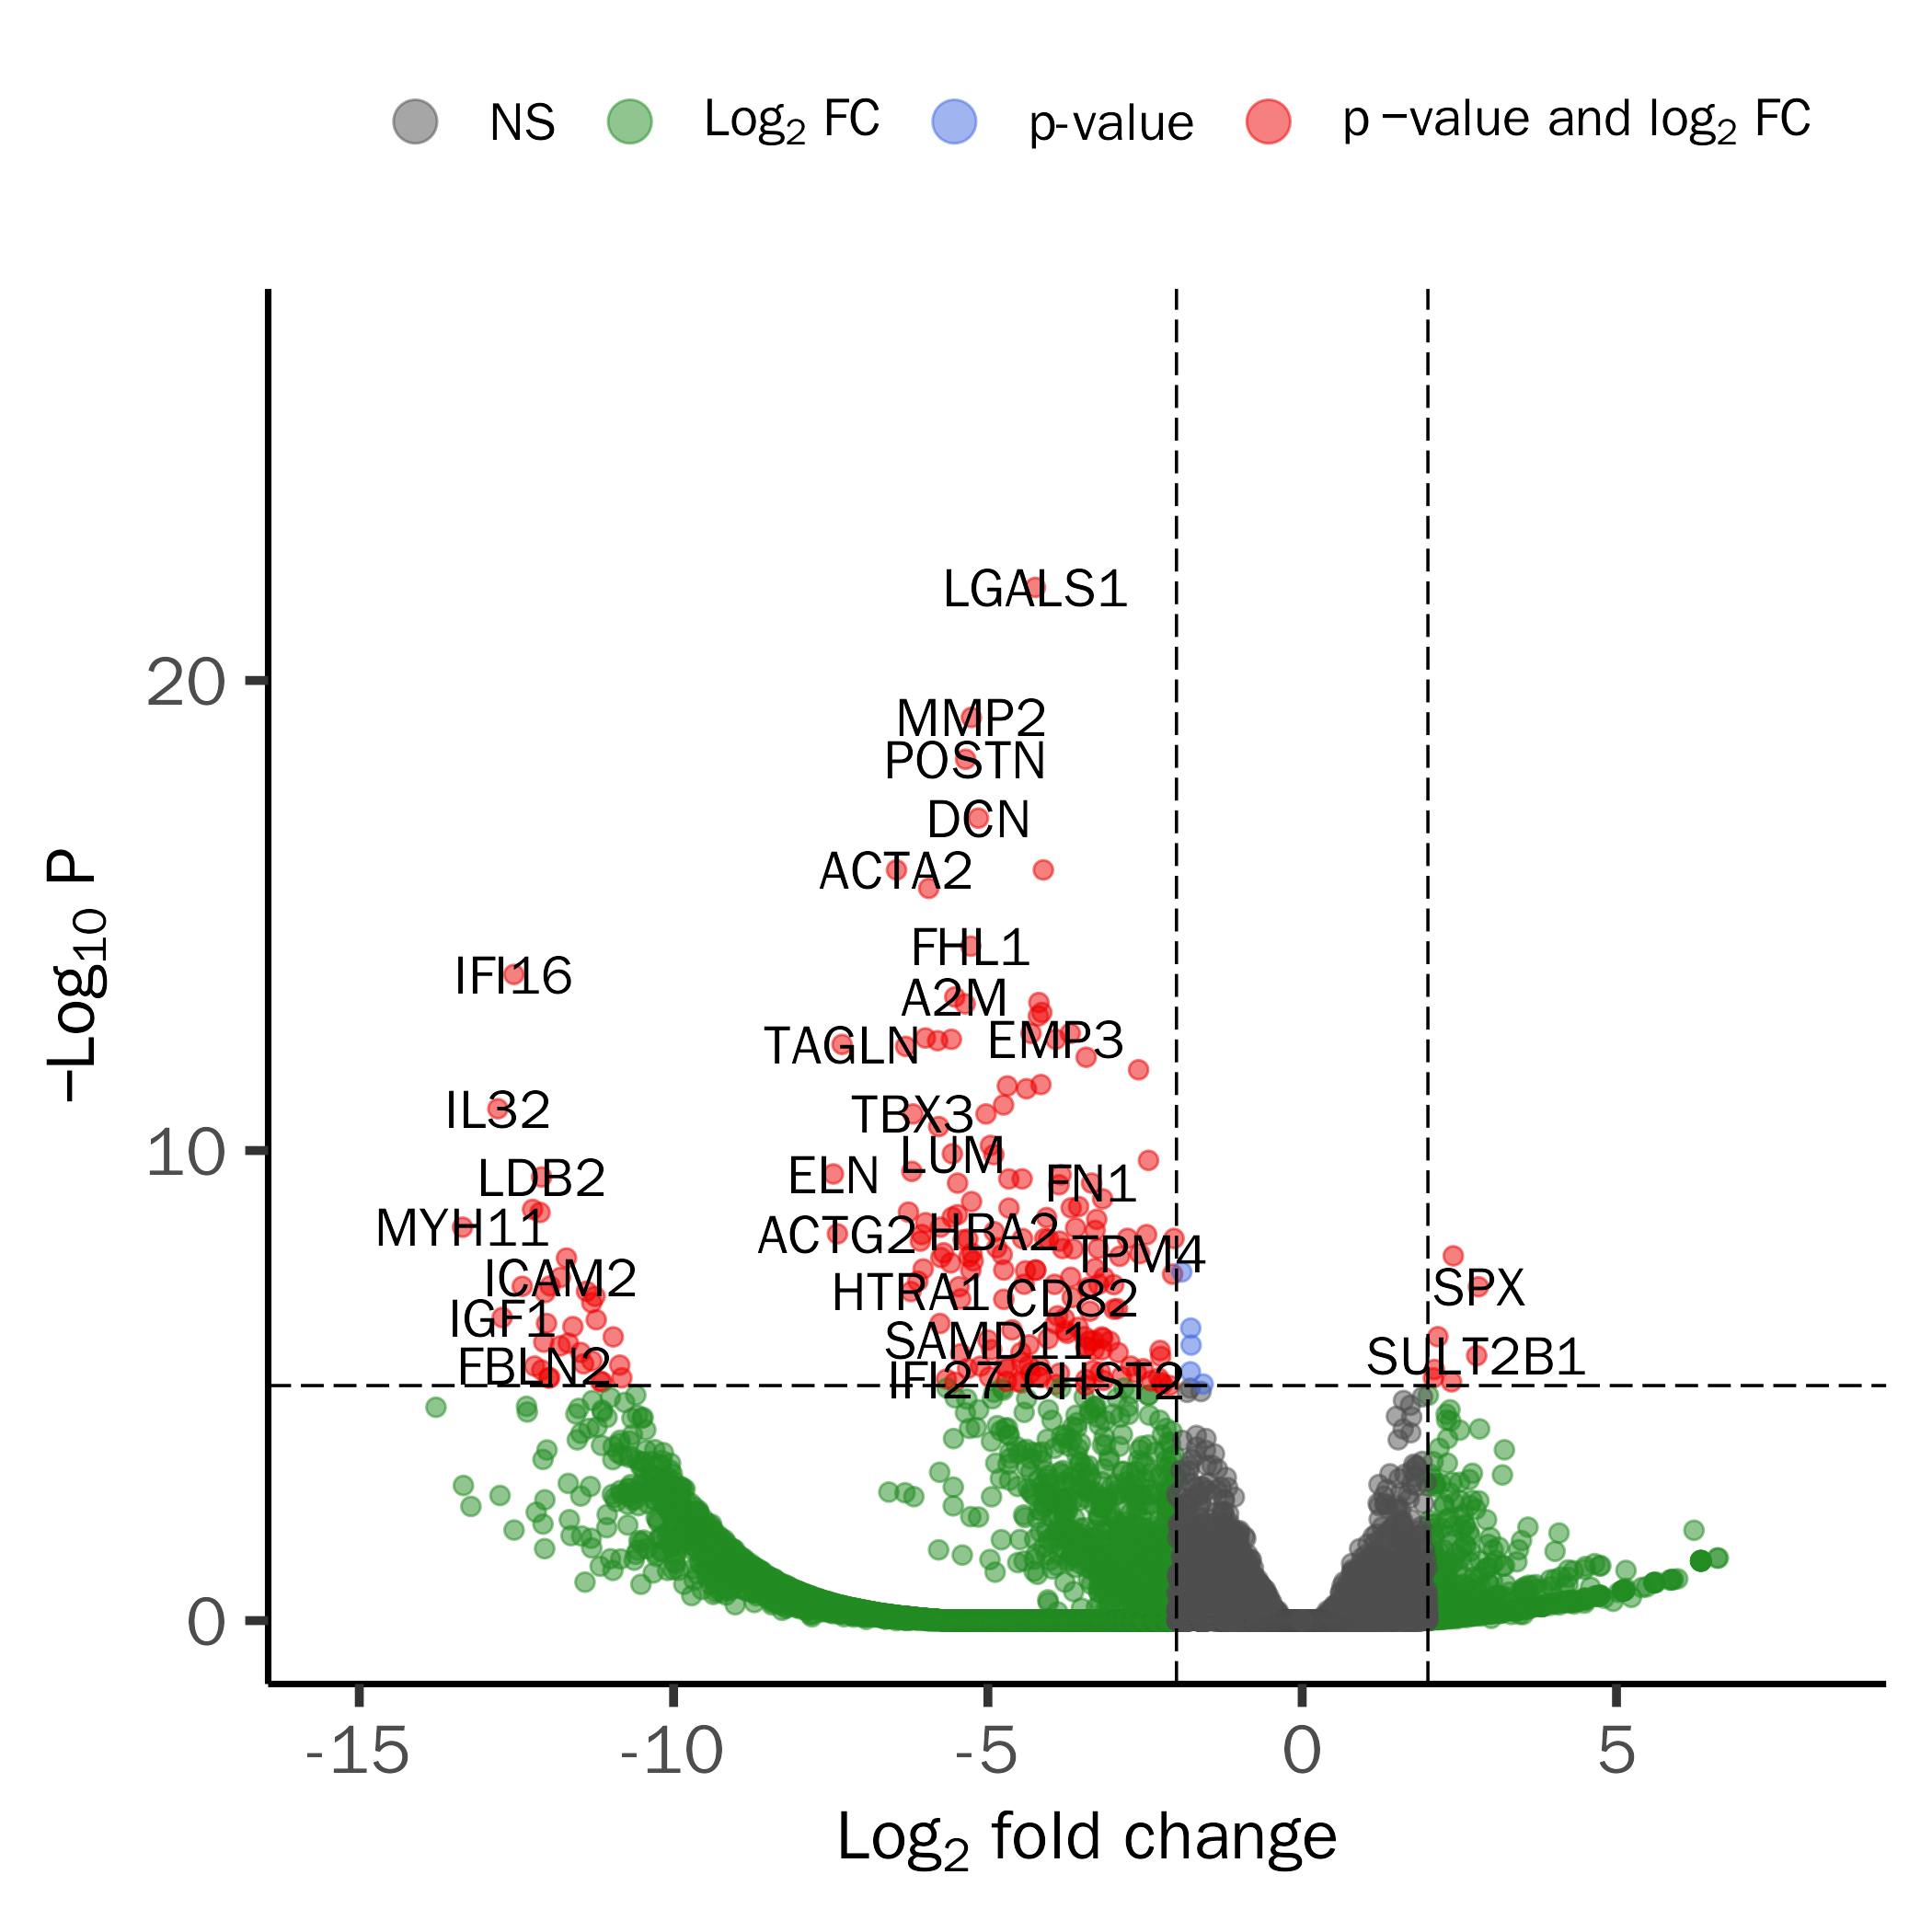 NS Log2 FC p-value p −value and log2 FC
LGALS1
20
MMP2
POSTN
DCN
ACTA2
FHL1
IFI16
A2M
EMP3
TAGLN
−Log10 P
IL32
TBX3
10
LUM
ELN
LDB2
FN1
MYH11
ACTG2
HBA2
TPM4
ICAM2
SPX
HTRA1
CD82
IGF1
SAMD11
SULT2B1
FBLN2
IFI27
CHST2
0
-15 -10 -5 0 5
Log2 fold change